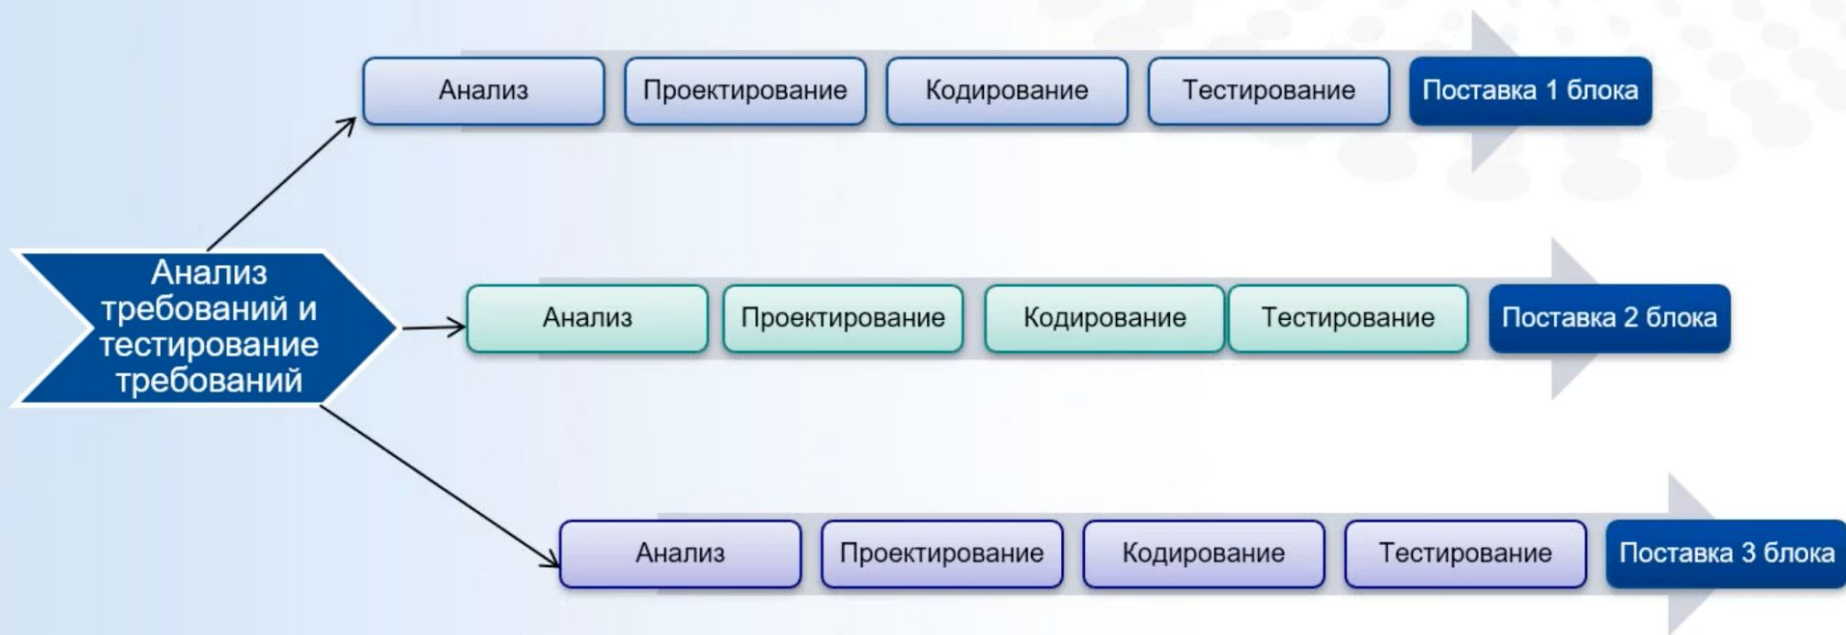 Анализ
Проектирование
Кодирование
Тестирование
Поставка 1 блока
Анализ
требований и
тестирование
требований
Анализ
Проектирование
Кодирование
Тестирование
Поставка 2 блока
Анализ
Проектирование
Кодирование
Тестирование
Поставка 3 блока